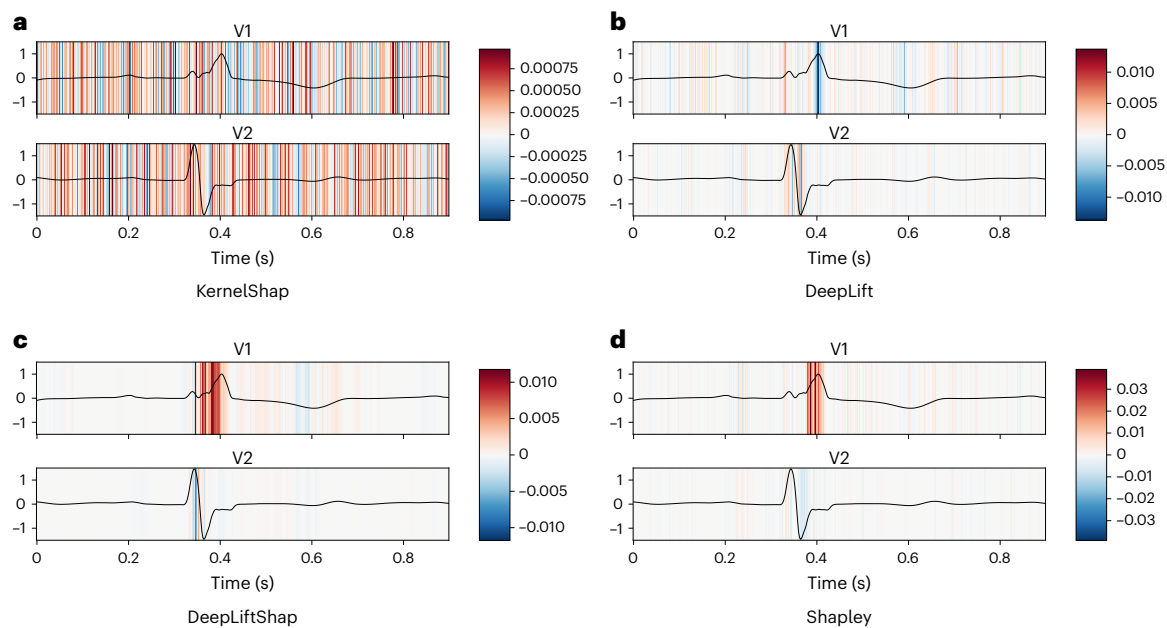 a
V1
1
0
−1
V2
1
0
−1
0 0.2 0.4 0.6 0.8
Time (s)
KernelShap
0.00075
0.00050
0.00025
0
−0.00025
−0.00050
−0.00075
b
V1
1
0
−1
V2
1
0
−1
0 0.2 0.4 0.6 0.8
Time (s)
DeepLift
0.010
0.005
0
−0.005
−0.010
c
V1
1
0
−1
V2
1
0
−1
0 0.2 0.4 0.6 0.8
Time (s)
DeepLiftShap
0.010
0.005
0
−0.005
−0.010
d
V1
1
0
−1
V2
1
0
−1
0 0.2 0.4 0.6 0.8
Time (s)
Shapley
0.03
0.02
0.01
0
−0.01
−0.02
−0.03